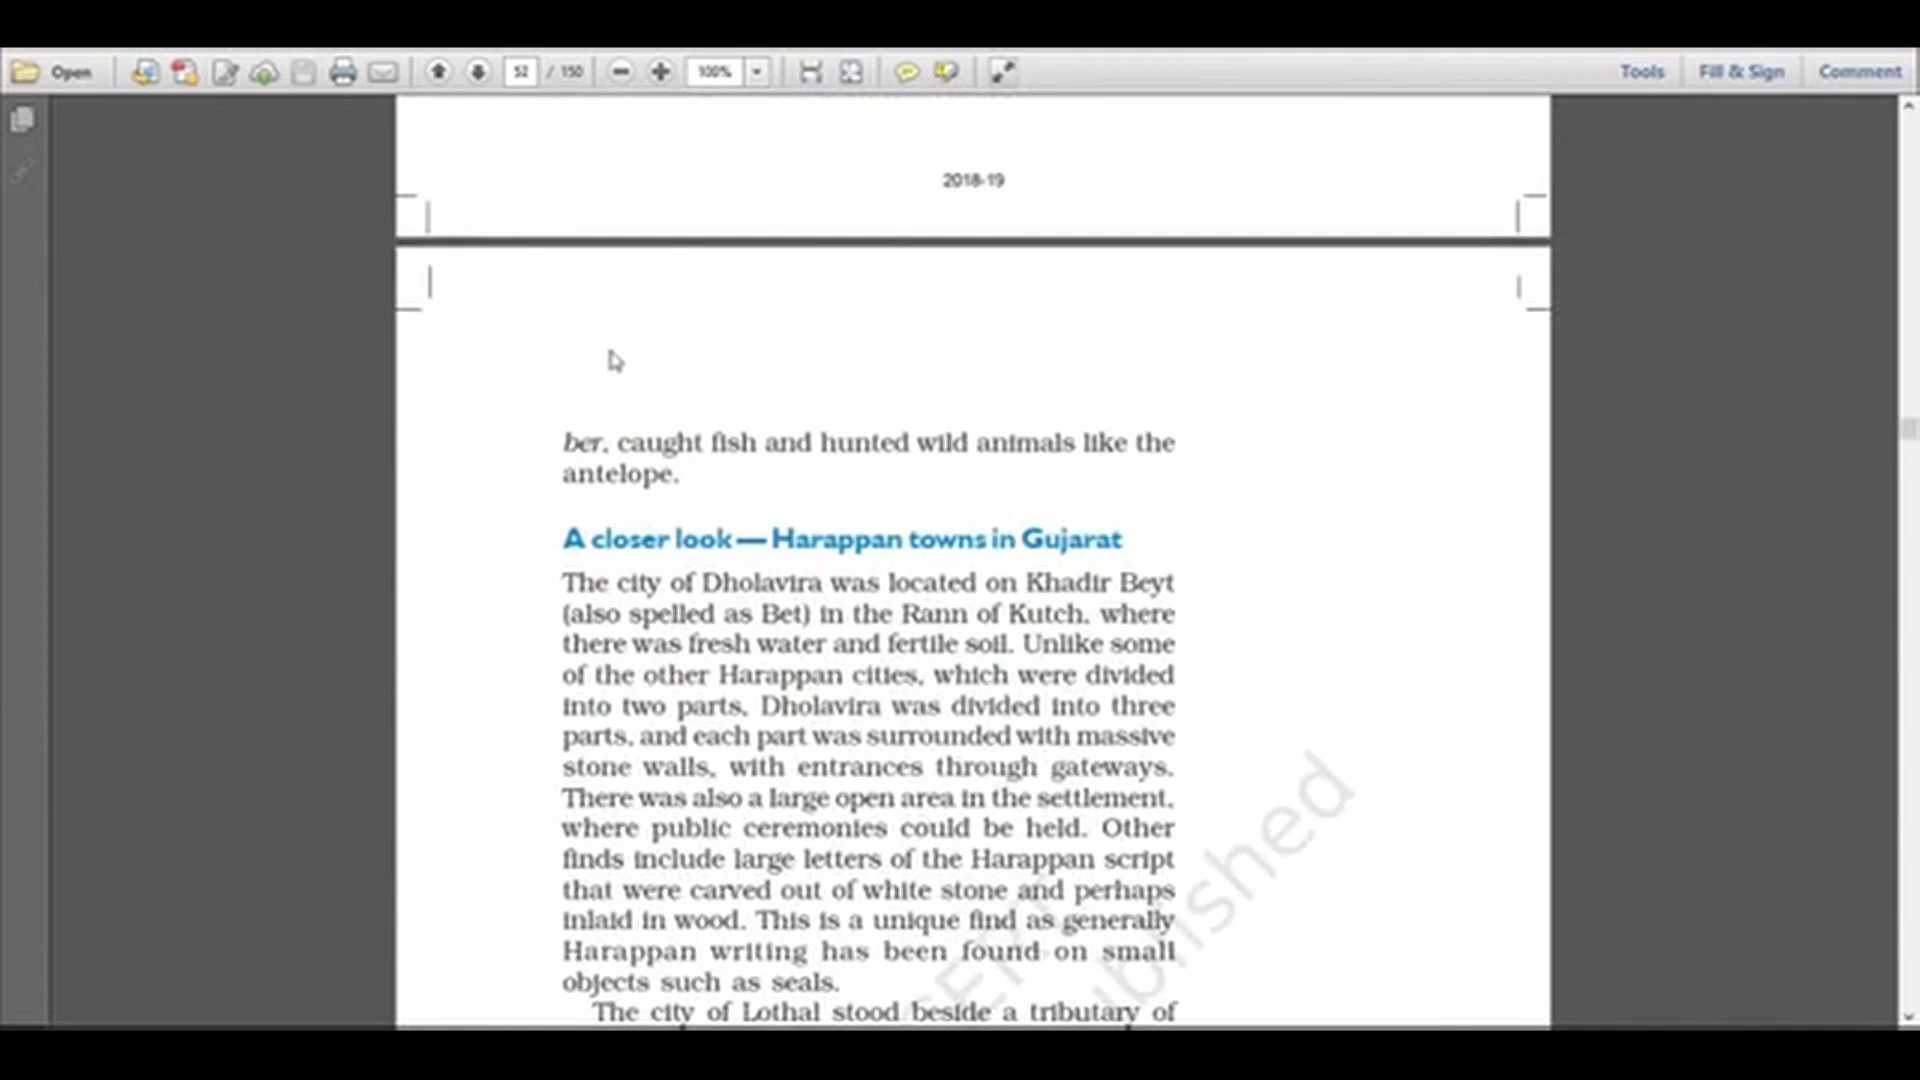 Open 52 / 150 100% Tools Fill & Sign Comment
2018-19
ber, caught fish and hunted wild animals like the
antelope.
A closer look — Harappan towns in Gujarat
The city of Dholavira was located on Khadir Beyt
(also spelled as Bet) in the Rann of Kutch, where
there was fresh water and fertile soil. Unlike some
of the other Harappan cities, which were divided
into two parts, Dholavira was divided into three
parts, and each part was surrounded with massive
stone walls, with entrances through gateways.
There was also a large open area in the settlement,
where public ceremonies could be held. Other
finds include large letters of the Harappan script
that were carved out of white stone and perhaps
inlaid in wood. This is a unique find as generally
Harappan writing has been found on small
objects such as seals.
The city of Lothal stood beside a tributary of